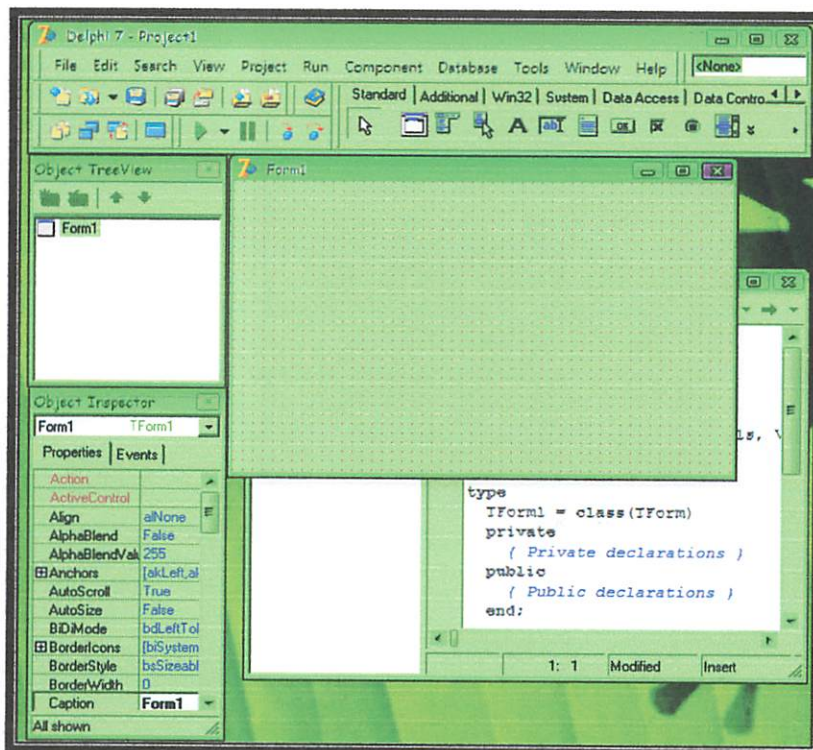 Delphi 7 - Project1
File Edit Search View Project Run Component Database Tools Window Help <None>
Standard Additional Win32 System Data Access Data Contro
Object TreeView
Form1
Form1
Object Inspector
Form1 TForm1
Properties Events
Action
ActiveControl
Align alNone
AlphaBlend False
AlphaBlendVal 255
Anchors [akLeft,ak
AutoScroll True
AutoSize False
BiDiMode bdLeftTol
BorderIcons [biSystem
BorderStyle bsSizeabl
BorderWidth 0
Caption Form1
All shown
ls, V
type
TForm1 = class(TForm)
private
{ Private declarations }
public
{ Public declarations }
end;
1: 1 Modified Insert